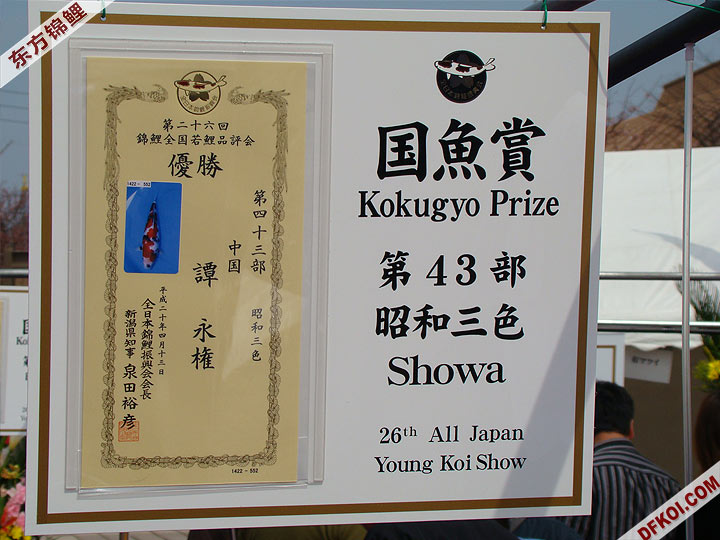 东方锦鲤
第二十六回
錦鯉全国若鯉品評会
優勝
1422 - 552
第四十三部
昭和三色
中国
譚永権
平成二十年四月十三日
全日本錦鯉振興会会長
新潟県知事 泉田裕彦
1422 - 552
国魚賞
Kokugyo Prize
第43部
昭和三色
Showa
26th All Japan
Young Koi Show
DFKOI.COM